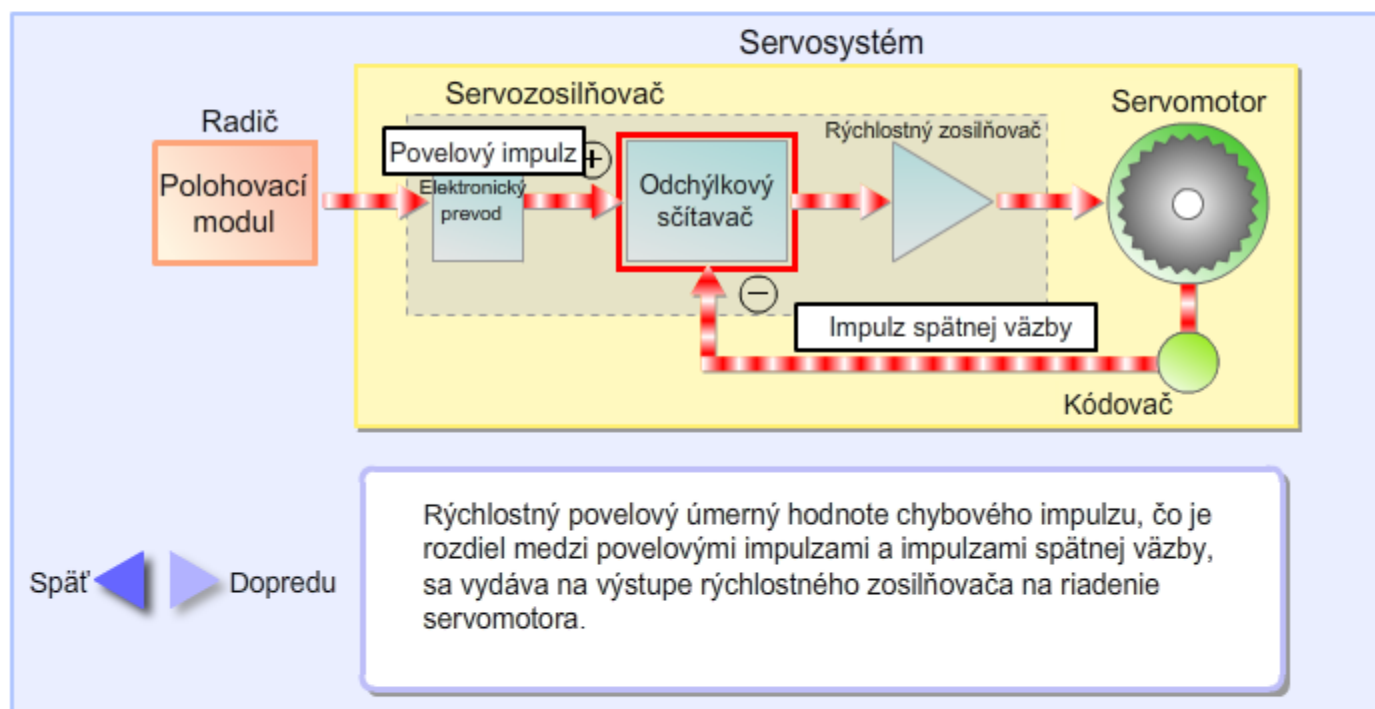 Servosystém
Servozosilňovač
Servomotor
Radič
Rýchlostný zosilňovač
Povelový impulz
+
Polohovací
modul
Elektronický
prevod
Odchýlkový
sčítavač
−
Impulz spätnej väzby
Kódovač
Rýchlostný povelový úmerný hodnote chybového impulzu, čo je
rozdiel medzi povelovými impulzami a impulzami spätnej väzby,
sa vydáva na výstupe rýchlostného zosilňovača na riadenie
servomotora.
Späť
Dopredu